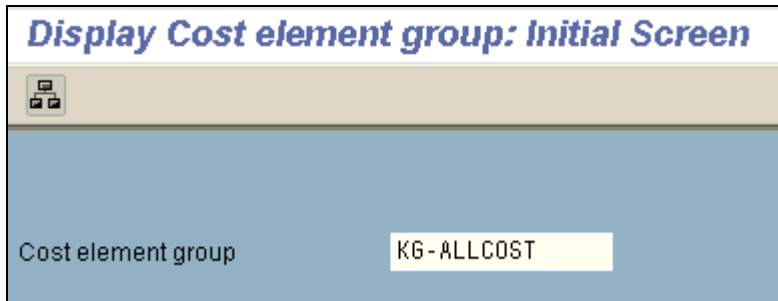 Display Cost element group: Initial Screen
Cost element group KG-ALLCOST